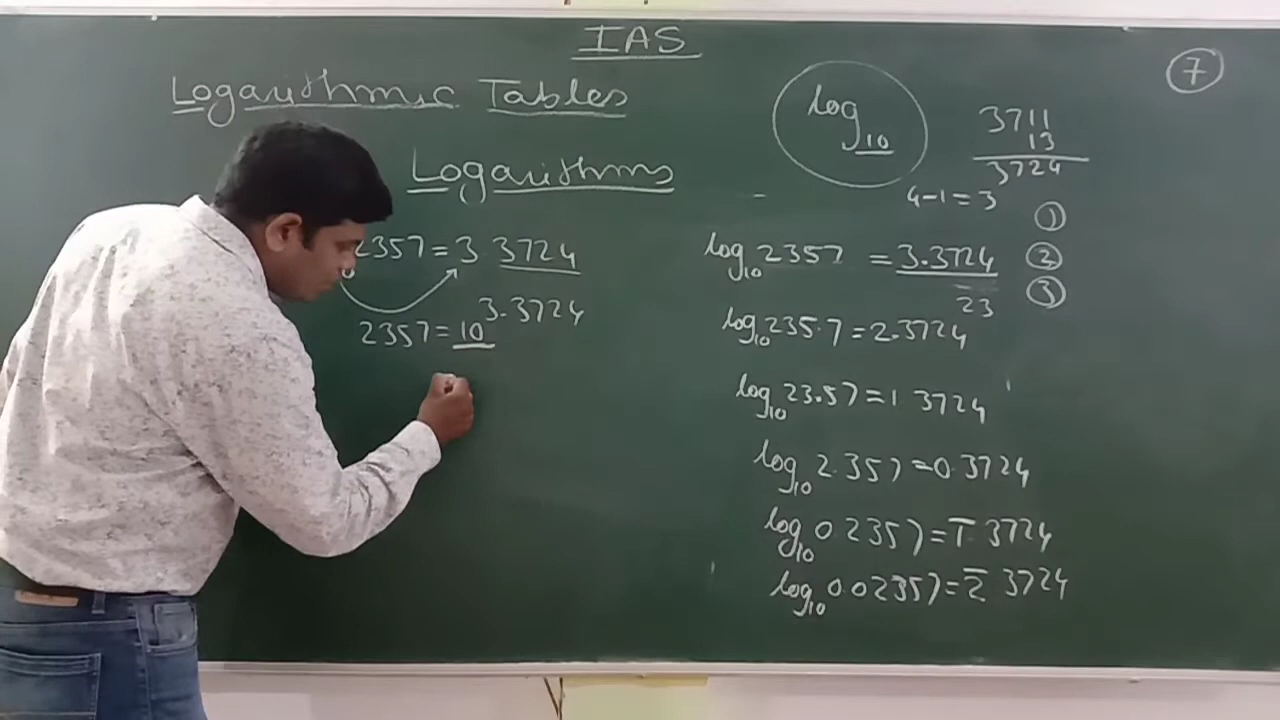 IAS
7
Logarithmic Tables
Logarithms
2357 = 3 3724
2357 = 10^3.3724
log10
3711
13
3724
4-1=3
1
2
3
log10 2357 = 3.3724
23
log10 235.7 = 2.3724
log10 23.57 = 1 3724
log10 2.357 = 0.3724
log10 0 2357 = 1̅ 3724
log10 0.02357 = 2̅ 3724